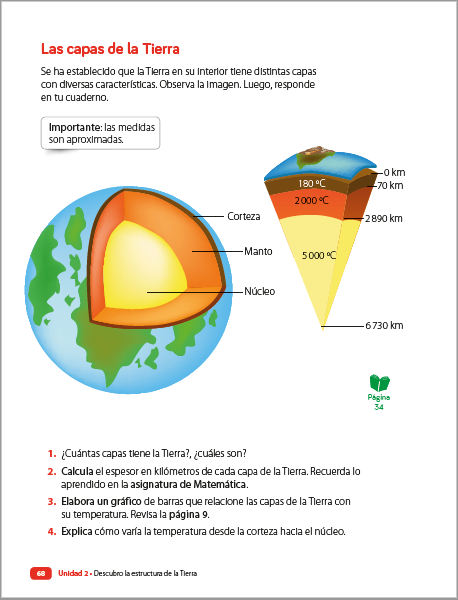 Las capas de la Tierra
Se ha establecido que la Tierra en su interior tiene distintas capas
con diversas características. Observa la imagen. Luego, responde
en tu cuaderno.
Importante: las medidas
son aproximadas.
0 km
180 ºC
70 km
2 000 ºC
Corteza
2 890 km
Manto
5 000 ºC
Núcleo
6 730 km
Página
34
1. ¿Cuántas capas tiene la Tierra?, ¿cuáles son?
2. Calcula el espesor en kilómetros de cada capa de la Tierra. Recuerda lo
aprendido en la asignatura de Matemática.
3. Elabora un gráfico de barras que relacione las capas de la Tierra con
su temperatura. Revisa la página 9.
4. Explica cómo varía la temperatura desde la corteza hacia el núcleo.
68 Unidad 2 • Descubro la estructura de la Tierra